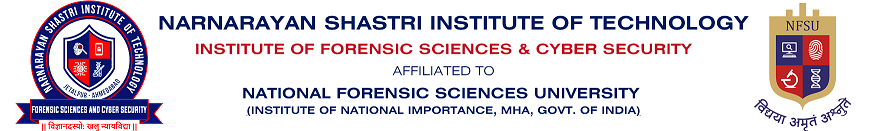 NARNARAYAN SHASTRI INSTITUTE OF TECHNOLOGY
JETALPUR - AHMEDABAD
FORENSIC SCIENCES AND CYBER SECURITY
NARNARAYAN SHASTRI INSTITUTE OF TECHNOLOGY
INSTITUTE OF FORENSIC SCIENCES & CYBER SECURITY
AFFILIATED TO
NATIONAL FORENSIC SCIENCES UNIVERSITY
(INSTITUTE OF NATIONAL IMPORTANCE, MHA, GOVT. OF INDIA)
NFSU
विद्यया अमृतं अश्नुते